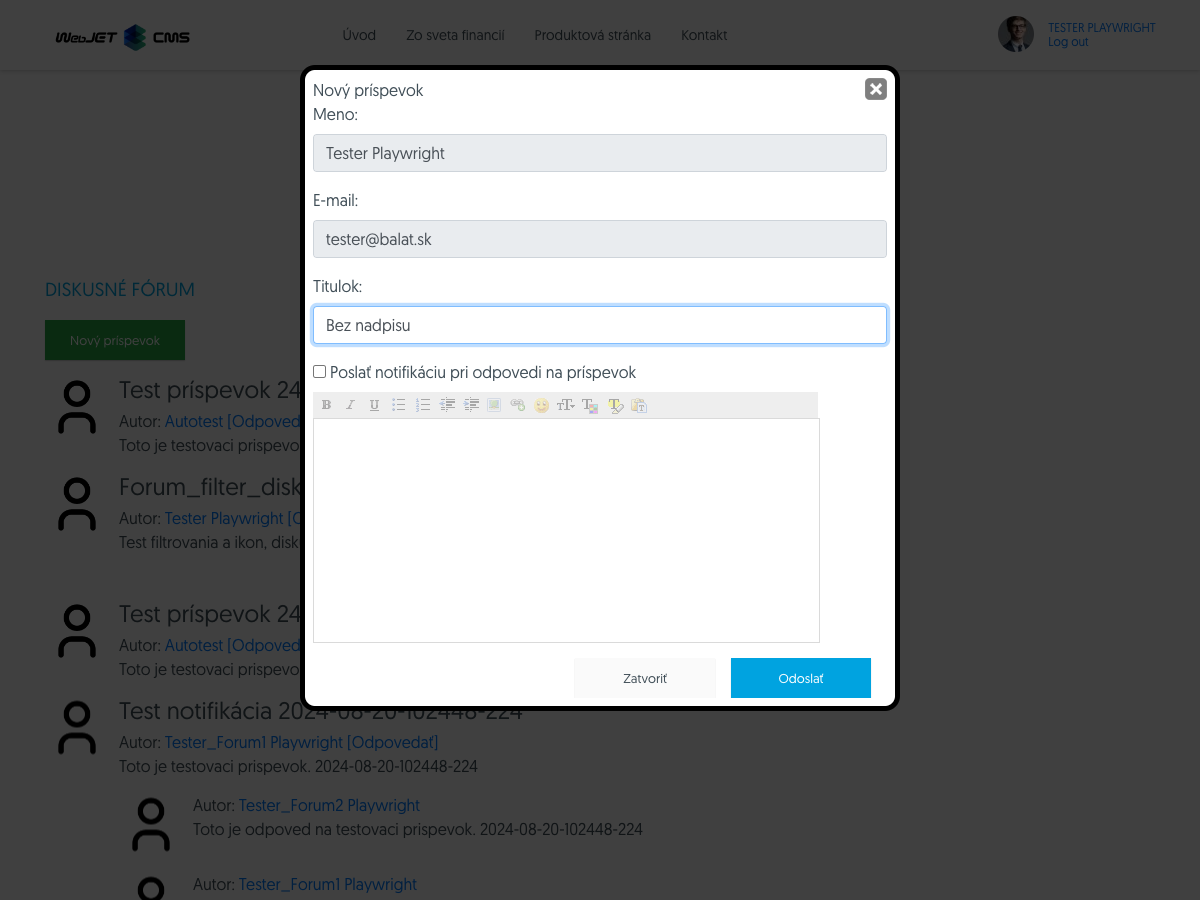 WebJET CMS
Úvod
Zo sveta financií
Produktová stránka
Kontakt
TESTER PLAYWRIGHT
Log out
Nový príspevok
Meno:
Tester Playwright
E-mail:
tester@balat.sk
Titulok:
Bez nadpisu
Poslať notifikáciu pri odpovedi na príspevok
B I U
Zatvoriť
Odoslať
DISKUSNÉ FÓRUM
Nový príspevok
Test príspevok 24
Autor: Autotest [Odpoved
Toto je testovaci prispevo
Forum_filter_disk
Autor: Tester Playwright [O
Test filtrovania a ikon, disk
Test príspevok 24
Autor: Autotest [Odpoved
Toto je testovaci prispevo
Test notifikácia 2024-08-20-102448-224
Autor: Tester_Forum1 Playwright [Odpovedať]
Toto je testovaci prispevok. 2024-08-20-102448-224
Autor: Tester_Forum2 Playwright
Toto je odpoved na testovaci prispevok. 2024-08-20-102448-224
Autor: Tester_Forum1 Playwright